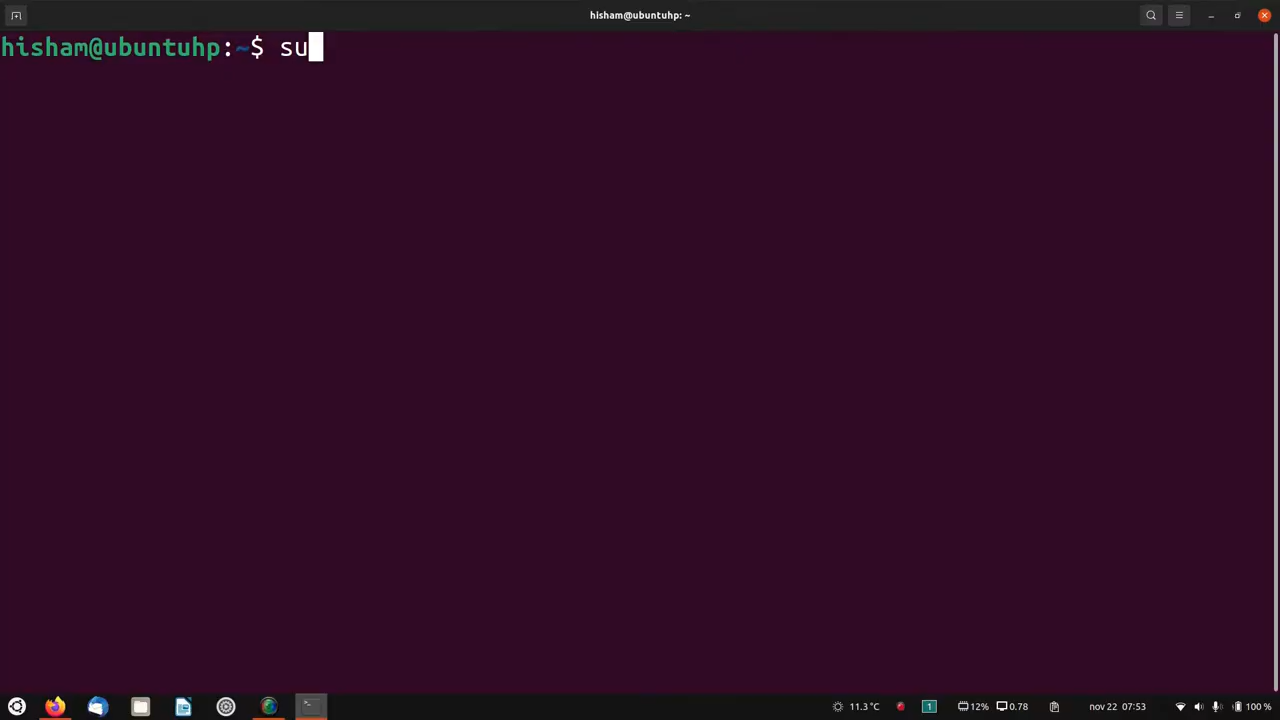 hisham@ubuntuhp: ~
hisham@ubuntuhp:~$ su
11.3 °C
1
12%
0.78
nov 22 07:53
100 %